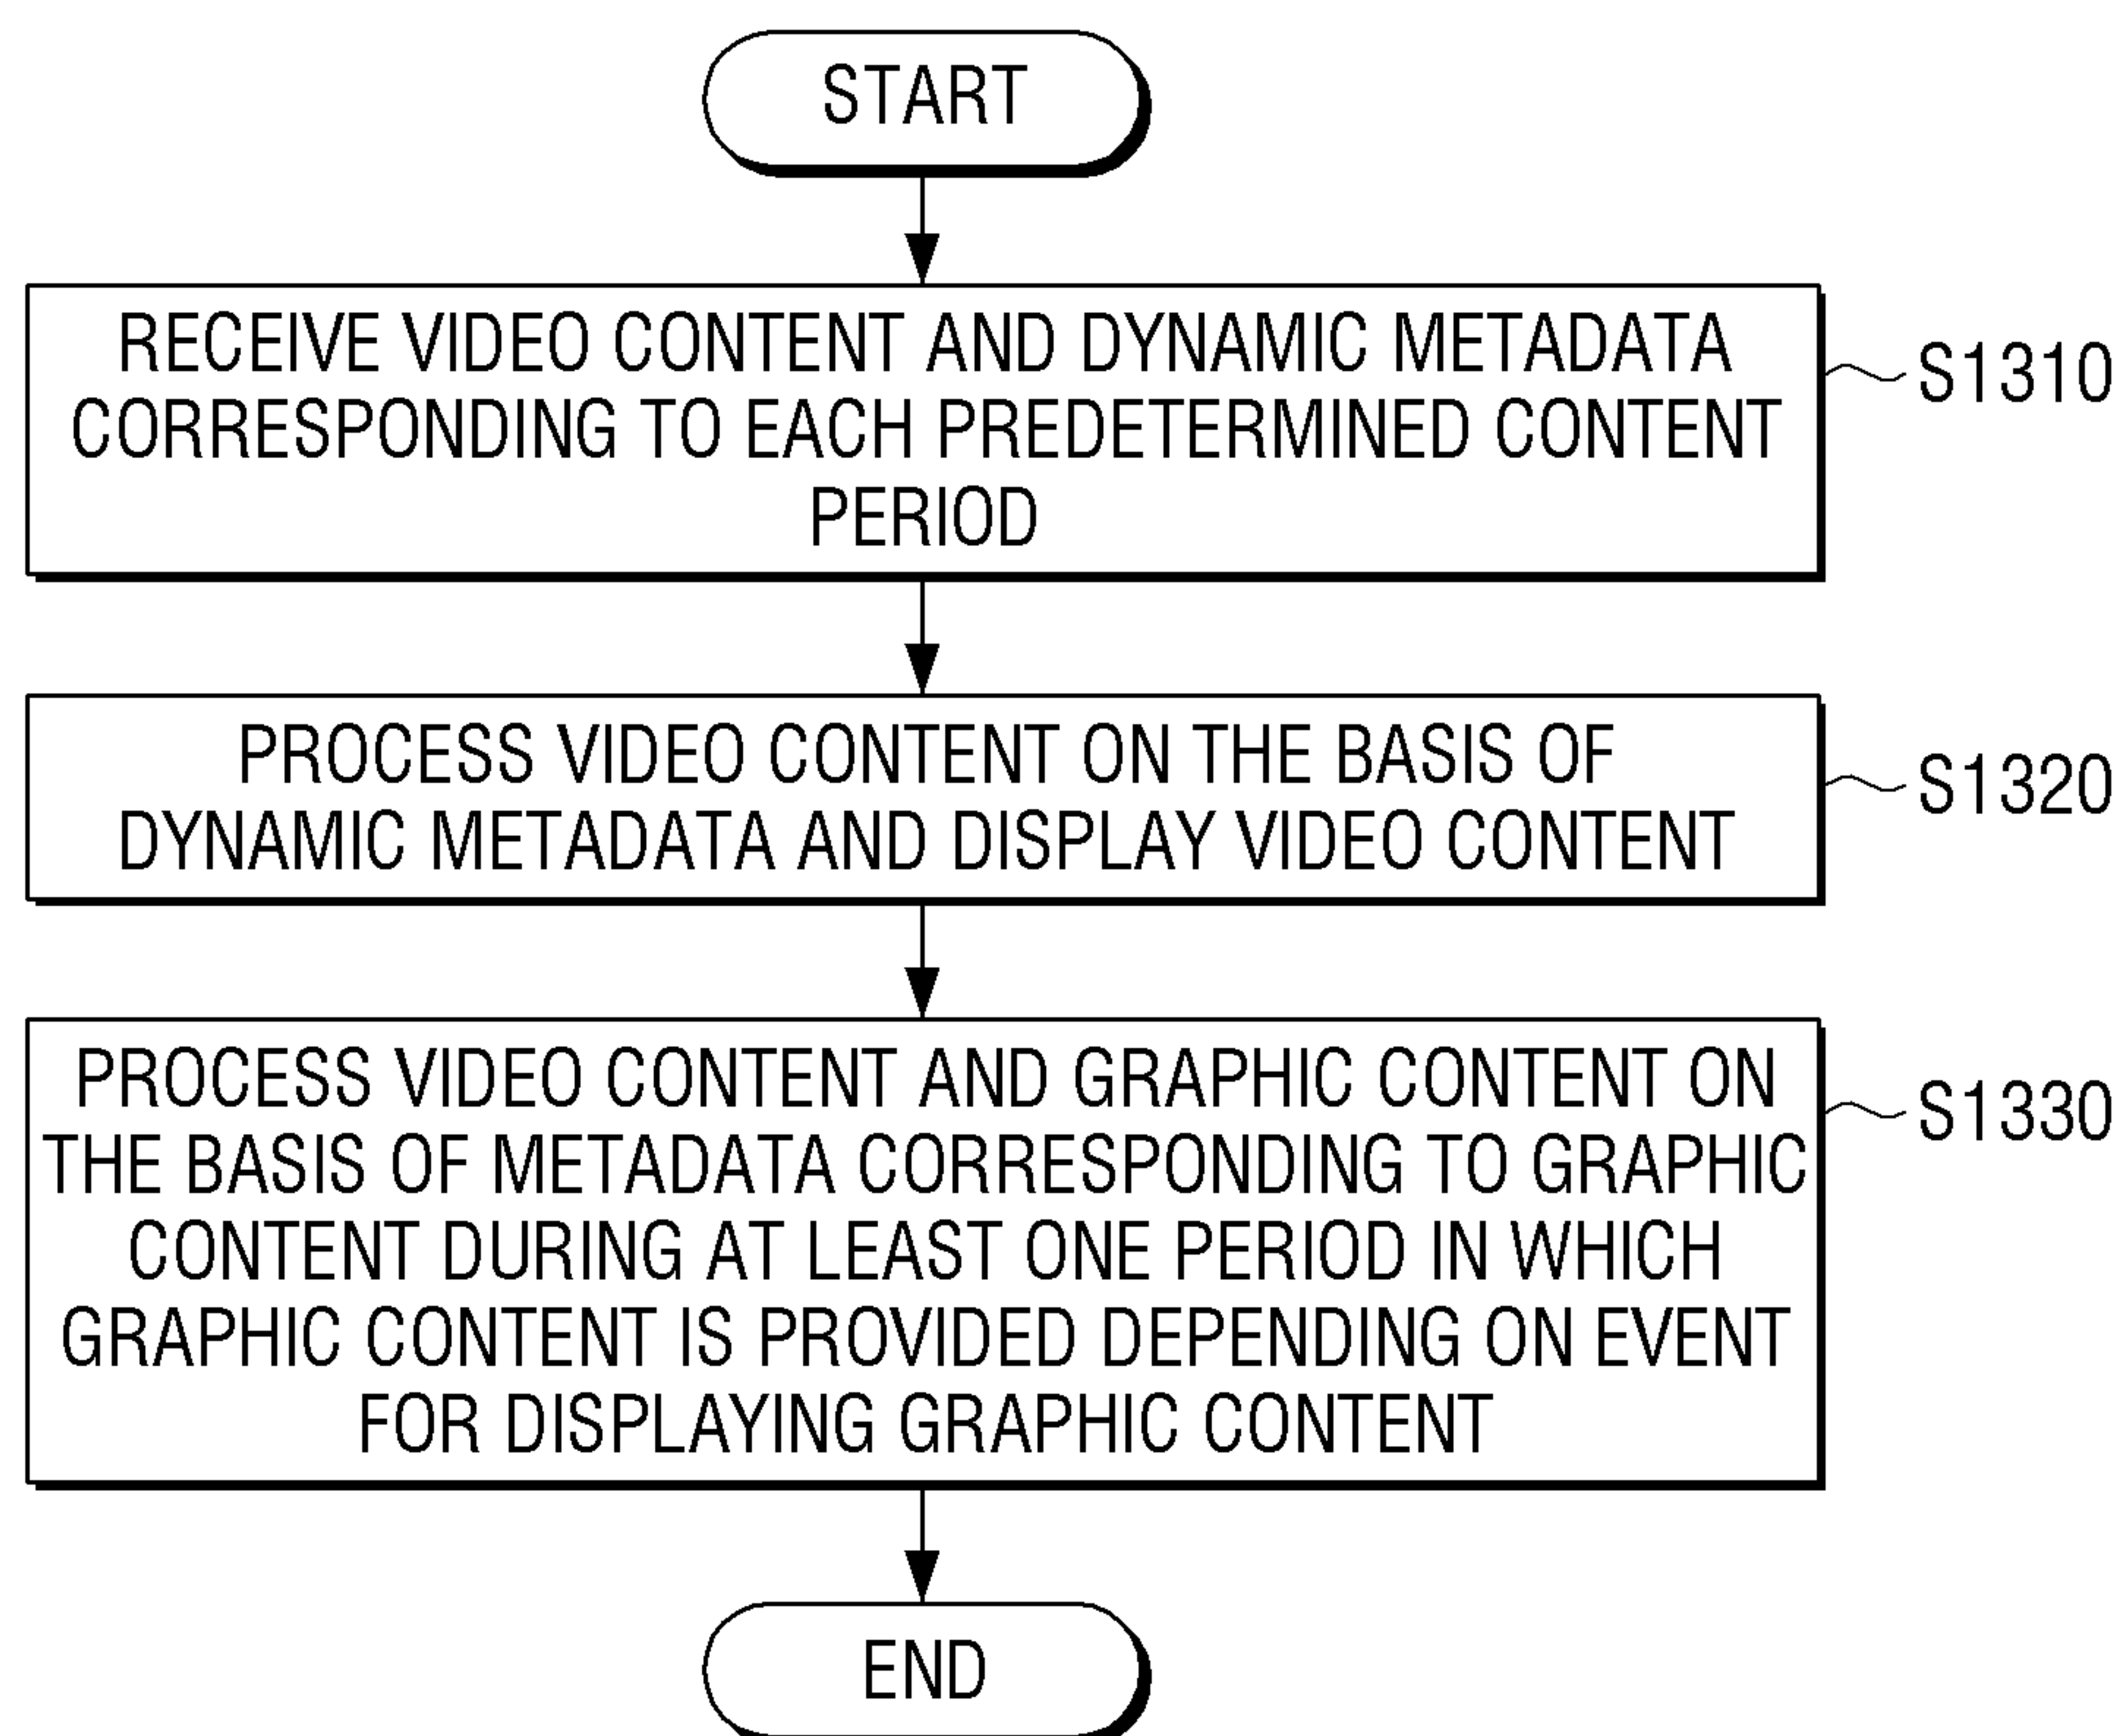 START
RECEIVE VIDEO CONTENT AND DYNAMIC METADATA
CORRESPONDING TO EACH PREDETERMINED CONTENT
PERIOD
S1310
PROCESS VIDEO CONTENT ON THE BASIS OF
DYNAMIC METADATA AND DISPLAY VIDEO CONTENT
S1320
PROCESS VIDEO CONTENT AND GRAPHIC CONTENT ON
THE BASIS OF METADATA CORRESPONDING TO GRAPHIC
CONTENT DURING AT LEAST ONE PERIOD IN WHICH
GRAPHIC CONTENT IS PROVIDED DEPENDING ON EVENT
FOR DISPLAYING GRAPHIC CONTENT
S1330
END